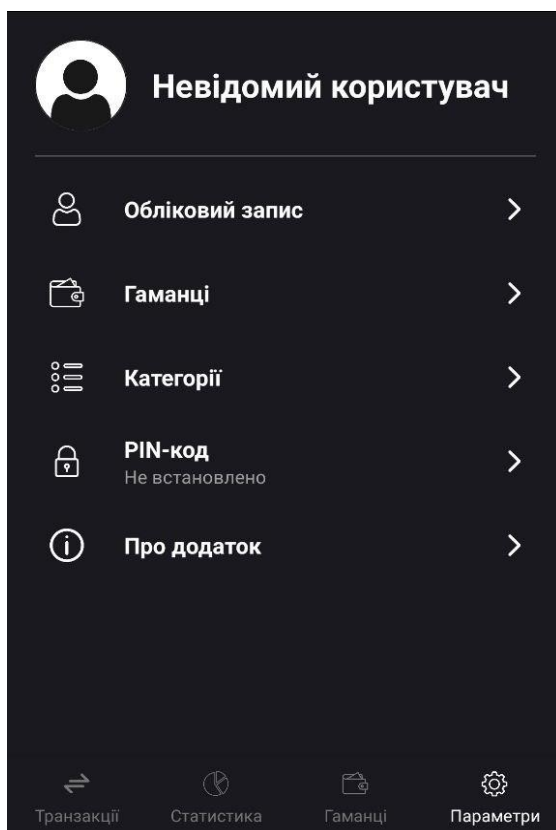 Невідомий користувач
Обліковий запис
Гаманці
Категорії
PIN-код
Не встановлено
Про додаток
Транзакції Статистика Гаманці Параметри